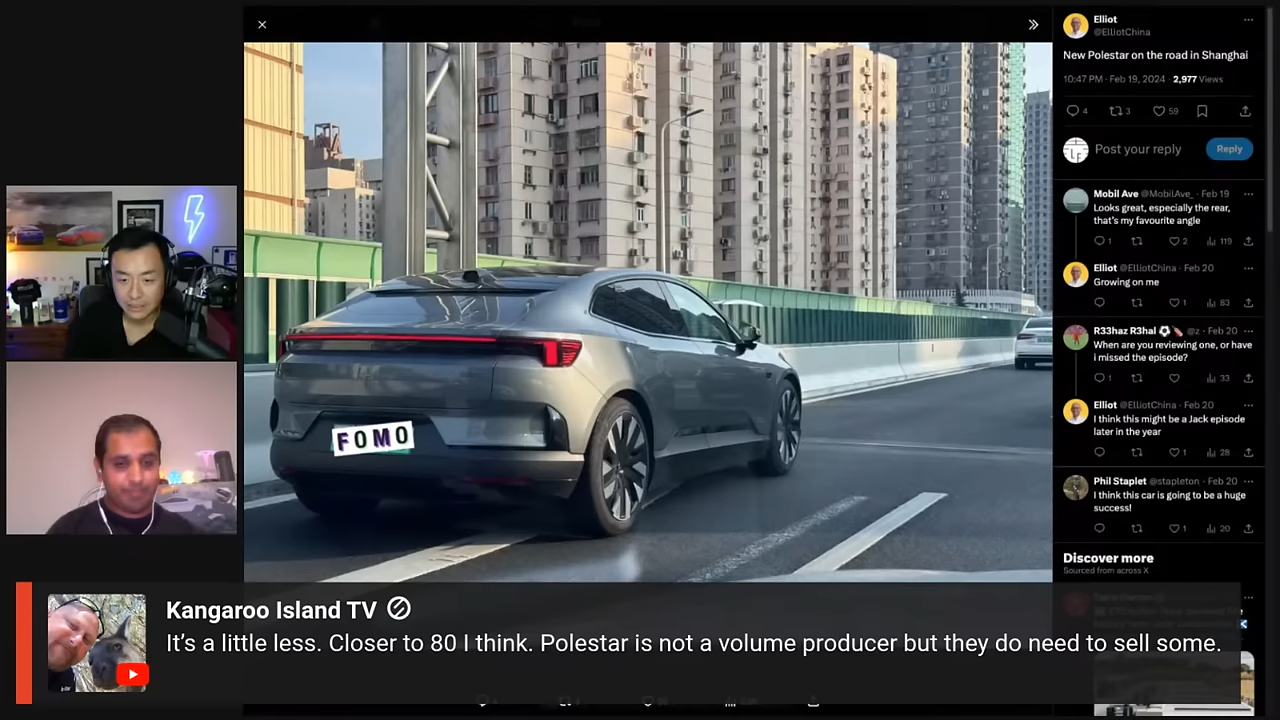 Elliot
@ElliotChina
New Polestar on the road in Shanghai
10:47 PM · Feb 19, 2024 · 2,977 Views
4
3
59
Post your reply
Reply
Mobil Ave @MobilAve_ · Feb 19
Looks great, especially the rear,
that's my favourite angle
1
2
119
Elliot @ElliotChina · Feb 20
Growing on me
1
83
R33haz R3hal @z · Feb 20
When are you reviewing one, or have
i missed the episode?
1
33
Elliot @ElliotChina · Feb 20
I think this might be a Jack episode
later in the year
1
28
Phil Staplet @stapleton · Feb 20
I think this car is going to be a huge
success!
1
20
Discover more
Sourced from across X
FOMO
Kangaroo Island TV
It's a little less. Closer to 80 I think. Polestar is not a volume producer but they do need to sell some.